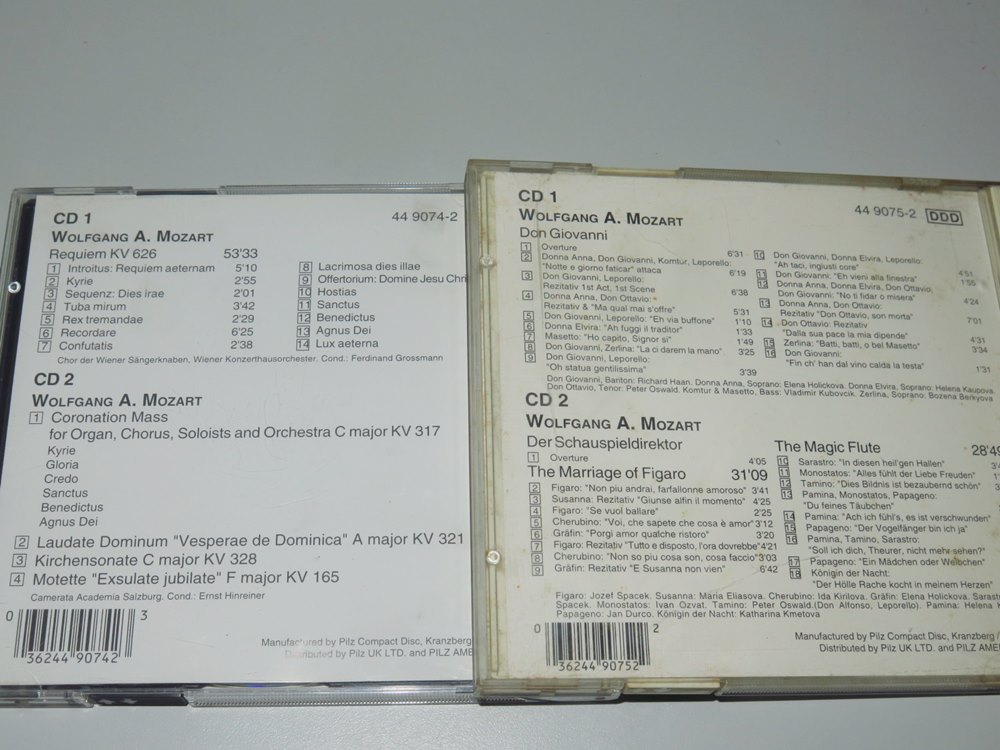 CD 1
44 9074-2
WOLFGANG A. MOZART
Requiem KV 626 53'33
1 Introitus: Requiem aeternam 5'10
2 Kyrie 2'55
3 Sequenz: Dies irae 2'01
4 Tuba mirum 3'42
5 Rex tremandae 2'29
6 Recordare 6'25
7 Confutatis 2'38
8 Lacrimosa dies illae
9 Offertorium: Domine Jesu Chri
10 Hostias
11 Sanctus
12 Benedictus
13 Agnus Dei
14 Lux aeterna
Chor der Wiener Sängerknaben, Wiener Konzerthausorchester. Cond.: Ferdinand Grossmann
CD 2
WOLFGANG A. MOZART
1 Coronation Mass
for Organ, Chorus, Soloists and Orchestra C major KV 317
Kyrie
Gloria
Credo
Sanctus
Benedictus
Agnus Dei
2 Laudate Dominum "Vesperae de Dominica" A major KV 321
3 Kirchensonate C major KV 328
4 Motette "Exsulate jubilate" F major KV 165
Camerata Academia Salzburg. Cond.: Ernst Hinreiner
0 36244 90742 3
Manufactured by Pilz Compact Disc, Kranzberg
Distributed by Pilz UK LTD. and PILZ AME
CD 1
44 9075-2 DDD
WOLFGANG A. MOZART
Don Giovanni
1 Overture 6'31
2 Donna Anna, Don Giovanni, Komtur, Leporello:
"Notte e giorno faticar" attaca 6'19
3 Don Giovanni, Leporello:
Rezitativ 1st Act, 1st Scene 6'38
4 Donna Anna, Don Ottavio:
Rezitativ & "Ma qual mai s'offre" 5'31
5 Don Giovanni, Leporello: "Eh via buffone" 1'10
6 Donna Elvira: "Ah fuggi il traditor" 1'33
7 Masetto: "Ho capito, Signor si" 1'49
8 Don Giovanni, Zerlina: "La ci darem la mano" 3'25
9 Don Giovanni, Leporello:
"Oh statua gentilissima" 3'39
10 Don Giovanni, Donna Elvira, Leporello:
"Ah taci, ingiusti core" 4'51
11 Don Giovanni: "Eh vieni alla finestra" 1'55
12 Donna Anna, Donna Elvira, Don Ottavio,
Don Giovanni: "No ti fidar o misera" 4'24
13 Donna Anna, Don Ottavio:
Rezitativ "Don Ottavio, son morta" 7'01
14 Don Ottavio: Rezitativ
"Dalla sua pace la mia dipende" 4'31
15 Zerlina: "Batti, batti, o bel Masetto" 3'34
16 Don Giovanni:
"Fin ch' han dal vino calda la testa" 1'31
Don Giovanni, Bariton: Richard Haan. Donna Anna, Soprano: Elena Holickova. Donna Elvira, Soprano: Helena Kaupova.
Don Ottavio, Tenor: Peter Oswald. Komtur & Masetto, Bass: Vladimir Kubovcik. Zerlina, Soprano: Bozena Berkyova
CD 2
WOLFGANG A. MOZART
Der Schauspieldirektor
1 Overture 4'05
The Marriage of Figaro 31'09
2 Figaro: "Non piu andrai, farfallonne amoroso" 3'41
3 Susanna: Rezitativ "Giunse alfin il momento" 4'25
4 Figaro: "Se vuol ballare" 2'25
5 Cherubino: "Voi, che sapete che cosa è amor" 3'12
6 Gräfin: "Porgi amor qualche ristoro" 3'20
7 Figaro: Rezitativ "Tutto e disposto, l'ora dovrebbe" 4'21
8 Cherubino: "Non so piu cosa son, cosa faccio" 3'03
9 Gräfin: Rezitativ "E Susanna non vien" 6'42
The Magic Flute 28'49
10 Sarastro: "In diesen heil'gen Hallen"
11 Monostatos: "Alles fühlt der Liebe Freuden"
12 Tamino: "Dies Bildnis ist bezaubernd schön"
13 Pamina, Monostatos, Papageno:
"Du feines Täubchen"
14 Pamina: "Ach ich fühl's, es ist verschwunden"
15 Papageno: "Der Vogelfänger bin ich ja"
16 Pamina, Tamino, Sarastro:
"Soll ich dich, Theurer, nicht mehr sehen?"
17 Papageno: "Ein Mädchen oder Weibchen"
18 Königin der Nacht:
"Der Hölle Rache kocht in meinem Herzen"
Figaro: Jozef Spacek. Susanna: Maria Eliasova. Cherubino: Ida Kirilova. Gräfin: Elena Holickova. Sarast
Spacek. Monostatos: Ivan Ozvat. Tamino: Peter Oswald.(Don Alfonso, Leporello). Pamina: Helena
Papageno: Jan Durco. Königin der Nacht: Katharina Kmetova
0 36244 90752 2
Manufactured by Pilz Compact Disc, Kranzberg /
Distributed by Pilz UK LTD. and PILZ AME